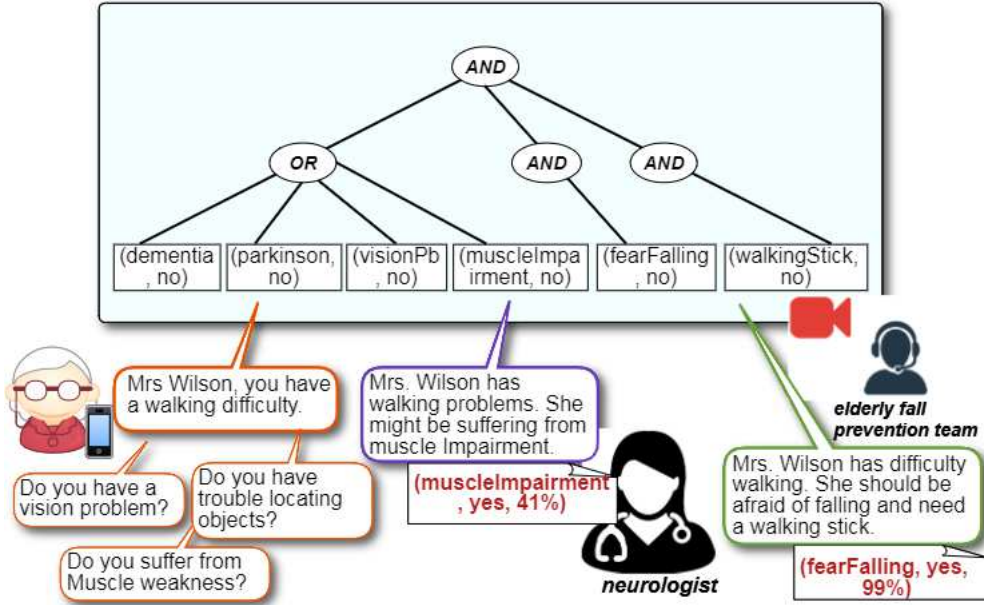 AND
OR
AND
AND
(dementia
, no)
(parkinson,
no)
(visionPb
, no)
(muscleImpa
irment, no)
(fearFalling
, no)
(walkingStick,
no)
Mrs Wilson, you have
a walking difficulty.
Do you have a
vision problem?
Do you have
trouble locating
objects?
Do you suffer from
Muscle weakness?
Mrs. Wilson has
walking problems. She
might be suffering from
muscle Impairment.
(muscleImpairment
, yes, 41%)
neurologist
elderly fall
prevention team
Mrs. Wilson has difficulty
walking. She should be
afraid of falling and need
a walking stick.
(fearFalling, yes,
99%)